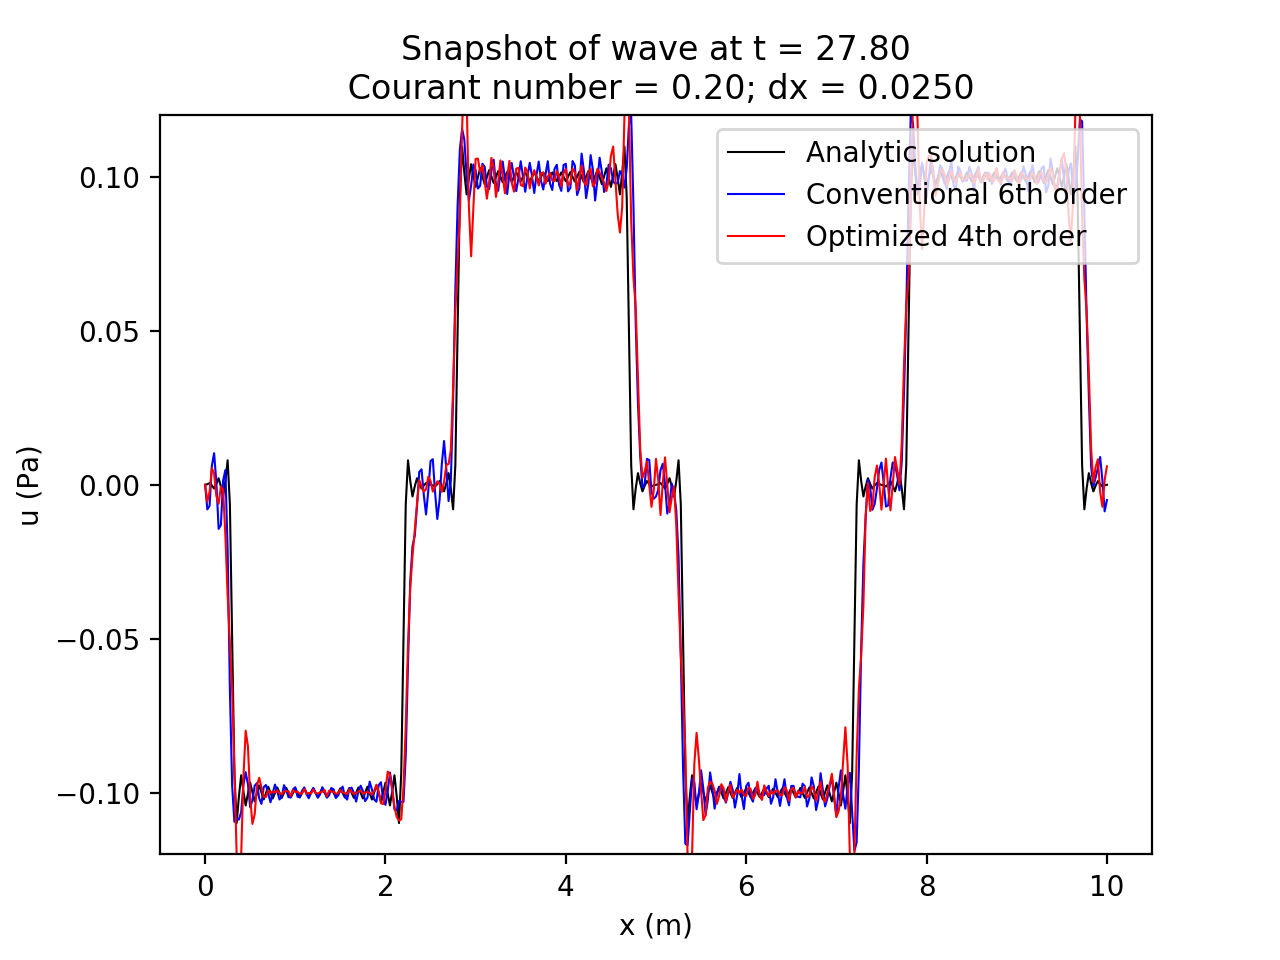 Snapshot of wave at t = 27.80
Courant number = 0.20; dx = 0.0250
Analytic solution
Conventional 6th order
Optimized 4th order
0.10
0.05
0.00
−0.05
−0.10
u (Pa)
0 2 4 6 8 10
x (m)